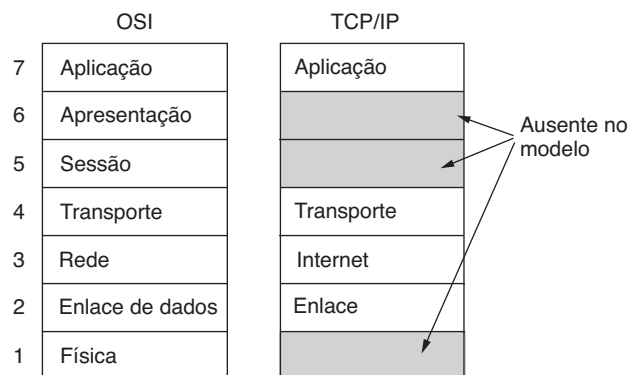 OSI
TCP/IP
7
Aplicação
Aplicação
6
Apresentação
Ausente no
modelo
5
Sessão
4
Transporte
Transporte
3
Rede
Internet
2
Enlace de dados
Enlace
1
Física